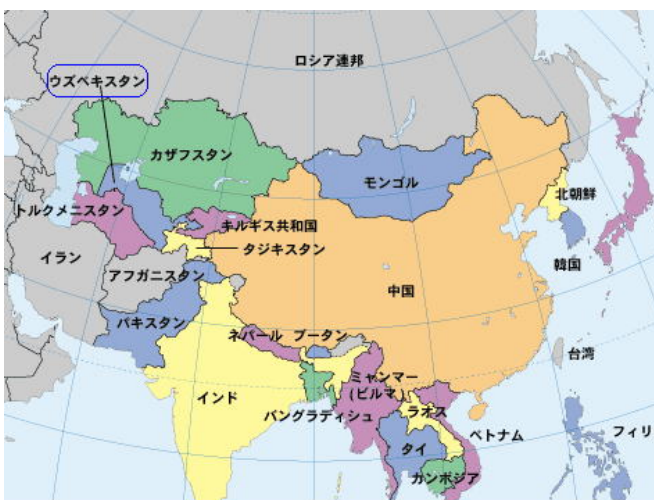 ロシア連邦
ウズベキスタン
カザフスタン
モンゴル
北朝鮮
トルクメニスタン
キルギス共和国
タジキスタン
イラン
韓国
アフガニスタン
中国
パキスタン
ネパール ブータン
台湾
ミャンマー
(ビルマ)
インド
バングラディシュ
ラオス
ベトナム
フィリ
タイ
カンボジア